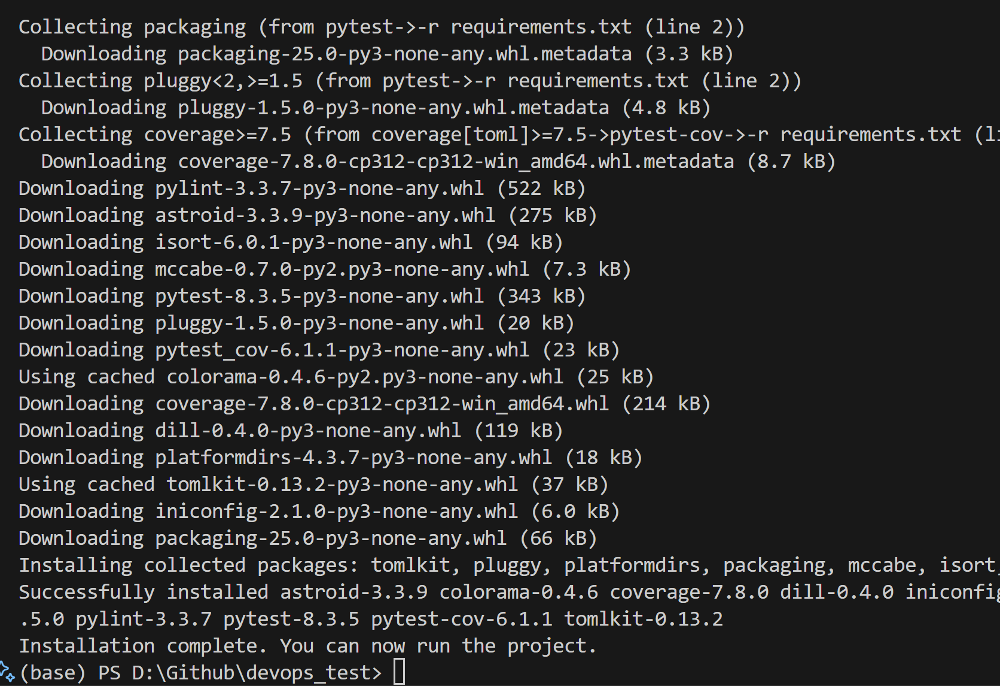 Collecting packaging (from pytest->-r requirements.txt (line 2))
  Downloading packaging-25.0-py3-none-any.whl.metadata (3.3 kB)
Collecting pluggy<2,>=1.5 (from pytest->-r requirements.txt (line 2))
  Downloading pluggy-1.5.0-py3-none-any.whl.metadata (4.8 kB)
Collecting coverage>=7.5 (from coverage[toml]>=7.5->pytest-cov->-r requirements.txt
  Downloading coverage-7.8.0-cp312-cp312-win_amd64.whl.metadata (8.7 kB)
Downloading pylint-3.3.7-py3-none-any.whl (522 kB)
Downloading astroid-3.3.9-py3-none-any.whl (275 kB)
Downloading isort-6.0.1-py3-none-any.whl (94 kB)
Downloading mccabe-0.7.0-py2.py3-none-any.whl (7.3 kB)
Downloading pytest-8.3.5-py3-none-any.whl (343 kB)
Downloading pluggy-1.5.0-py3-none-any.whl (20 kB)
Downloading pytest_cov-6.1.1-py3-none-any.whl (23 kB)
Using cached colorama-0.4.6-py2.py3-none-any.whl (25 kB)
Downloading coverage-7.8.0-cp312-cp312-win_amd64.whl (214 kB)
Downloading dill-0.4.0-py3-none-any.whl (119 kB)
Downloading platformdirs-4.3.7-py3-none-any.whl (18 kB)
Using cached tomlkit-0.13.2-py3-none-any.whl (37 kB)
Downloading iniconfig-2.1.0-py3-none-any.whl (6.0 kB)
Downloading packaging-25.0-py3-none-any.whl (66 kB)
Installing collected packages: tomlkit, pluggy, platformdirs, packaging, mccabe, isort,
Successfully installed astroid-3.3.9 colorama-0.4.6 coverage-7.8.0 dill-0.4.0 iniconfig
.5.0 pylint-3.3.7 pytest-8.3.5 pytest-cov-6.1.1 tomlkit-0.13.2
Installation complete. You can now run the project.
(base) PS D:\Github\devops_test>